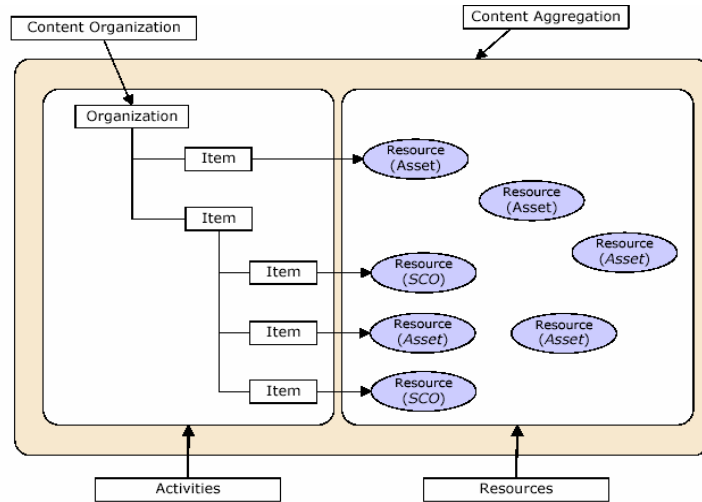 Content Organization
Content Aggregation
Organization
Item
Resource
(Asset)
Resource
(Asset)
Item
Resource
(Asset)
Item
Resource
(SCO)
Item
Resource
(Asset)
Resource
(Asset)
Item
Resource
(SCO)
Activities
Resources